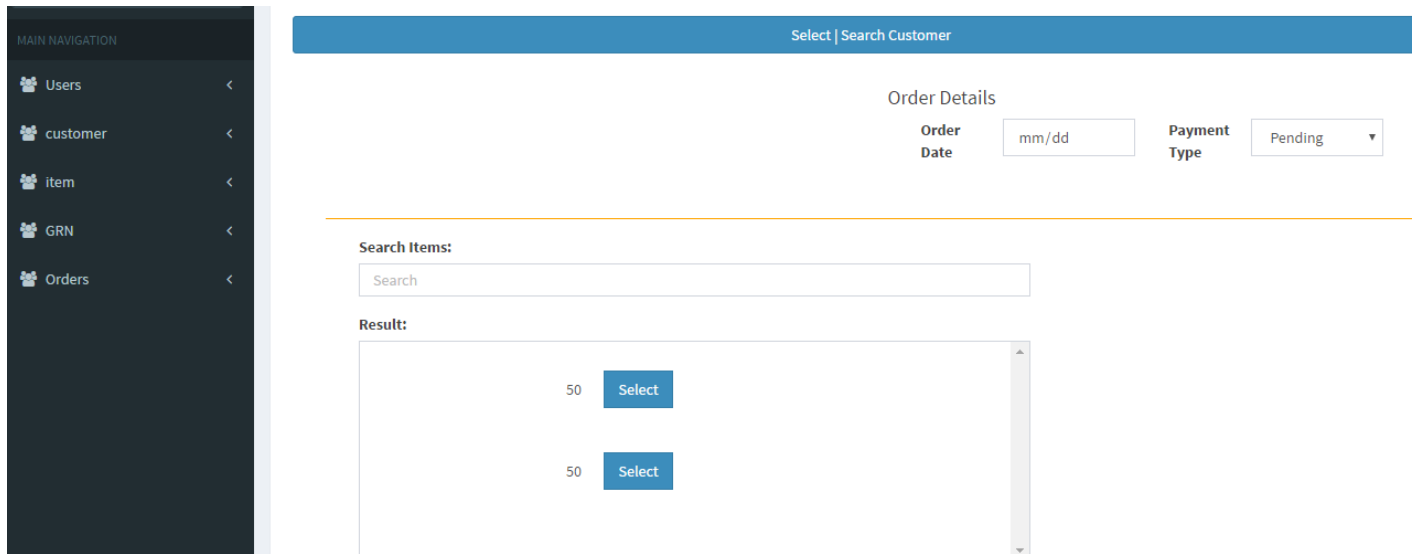 MAIN NAVIGATION
Users
customer
item
GRN
Orders
Select | Search Customer
Order Details
Order
Date
mm/dd
Payment
Type
Pending
Search Items:
Search
Result:
50 Select
50 Select